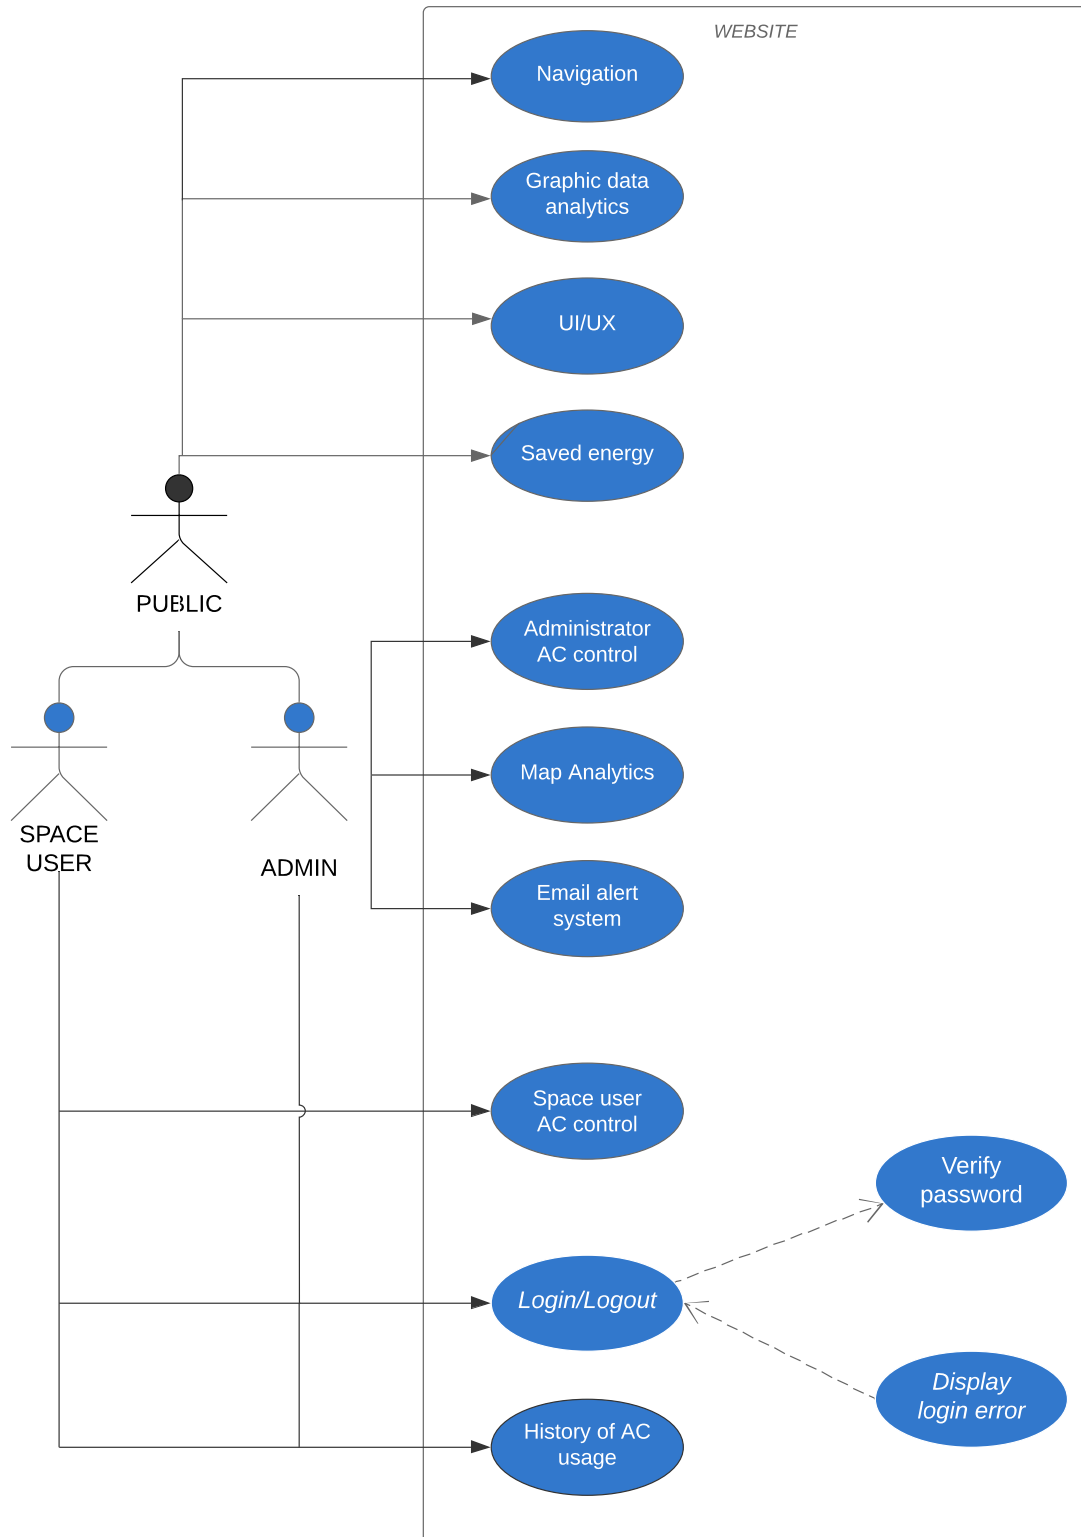 WEBSITE
Navigation
Graphic data
analytics
UI/UX
Saved energy
PUBLIC
Administrator
AC control
Map Analytics
SPACE
USER
ADMIN
Email alert
system
Space user
AC control
Verify
password
Login/Logout
Display
login error
History of AC
usage